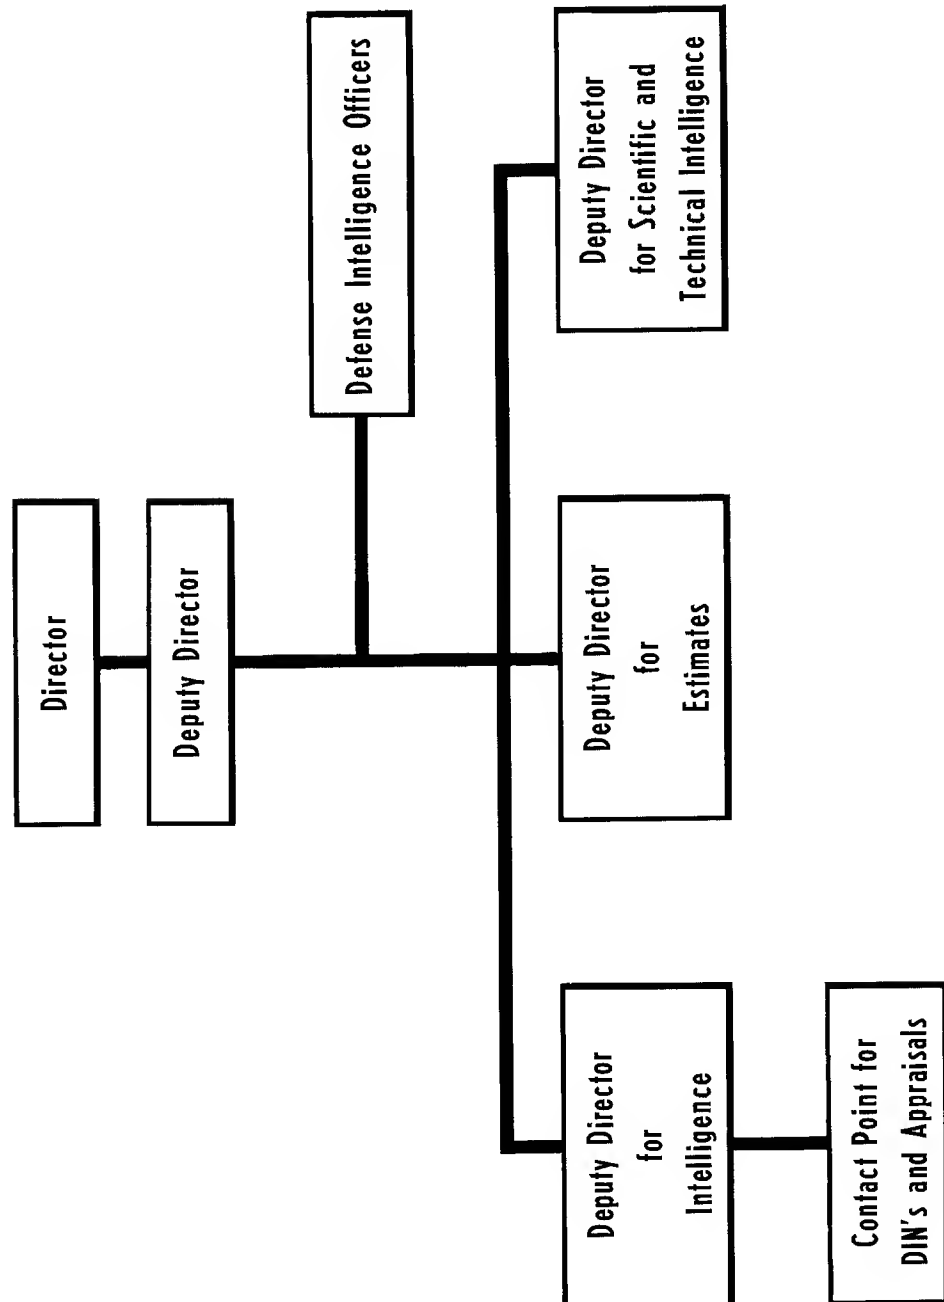 Director
Deputy Director
Defense Intelligence Officers
Deputy Director
for
Intelligence
Deputy Director
for
Estimates
Deputy Director
for Scientific and
Technical Intelligence
Contact Point for
DIN's and Appraisals